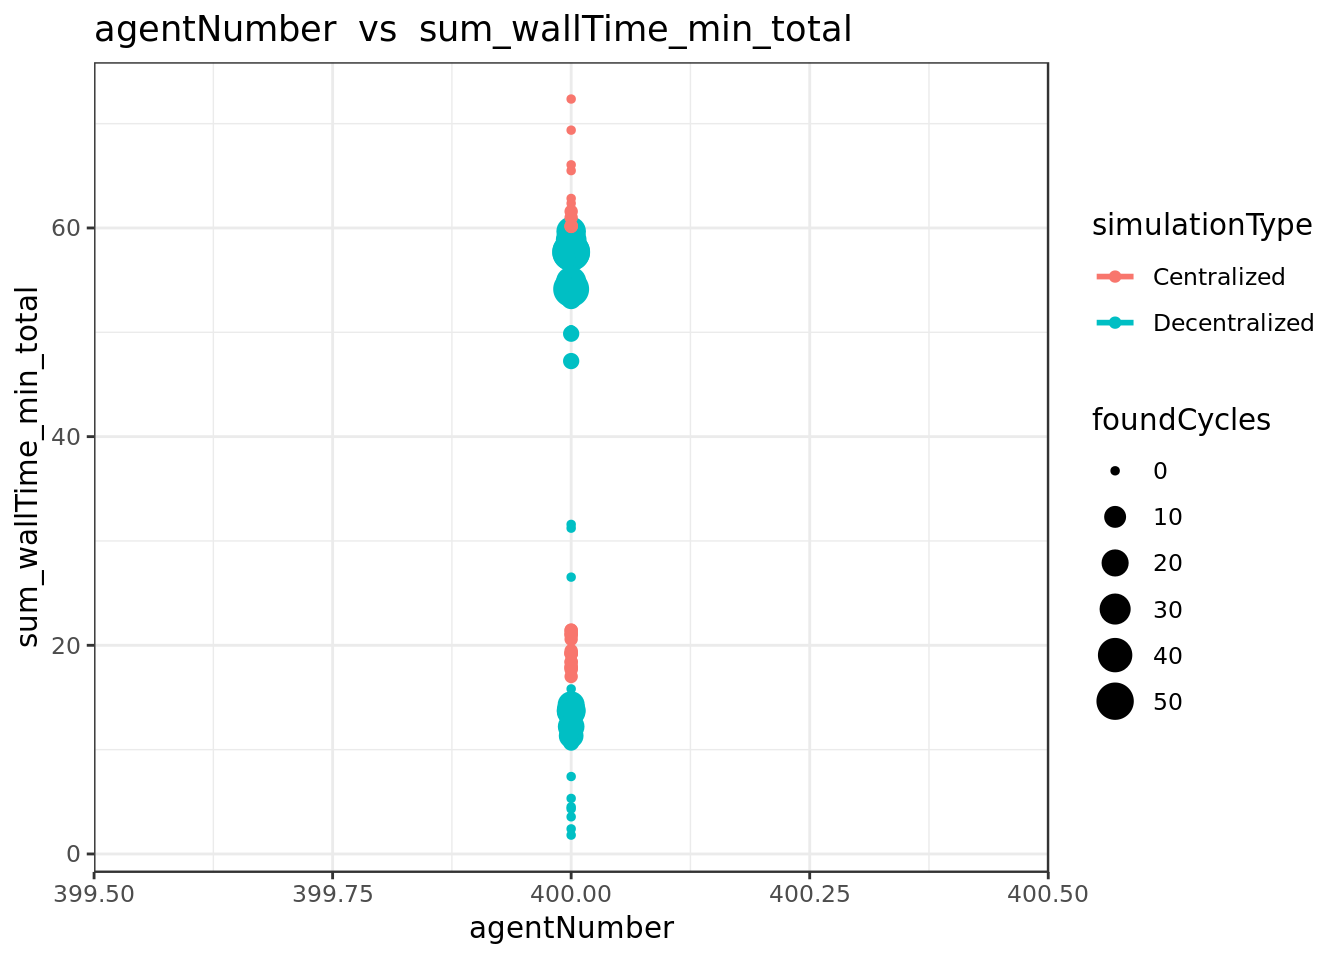 agentNumber vs sum_wallTime_min_total
sum_wallTime_min_total
60
40
20
0
399.50 399.75 400.00 400.25 400.50
agentNumber
simulationType
Centralized
Decentralized
foundCycles
0
10
20
30
40
50